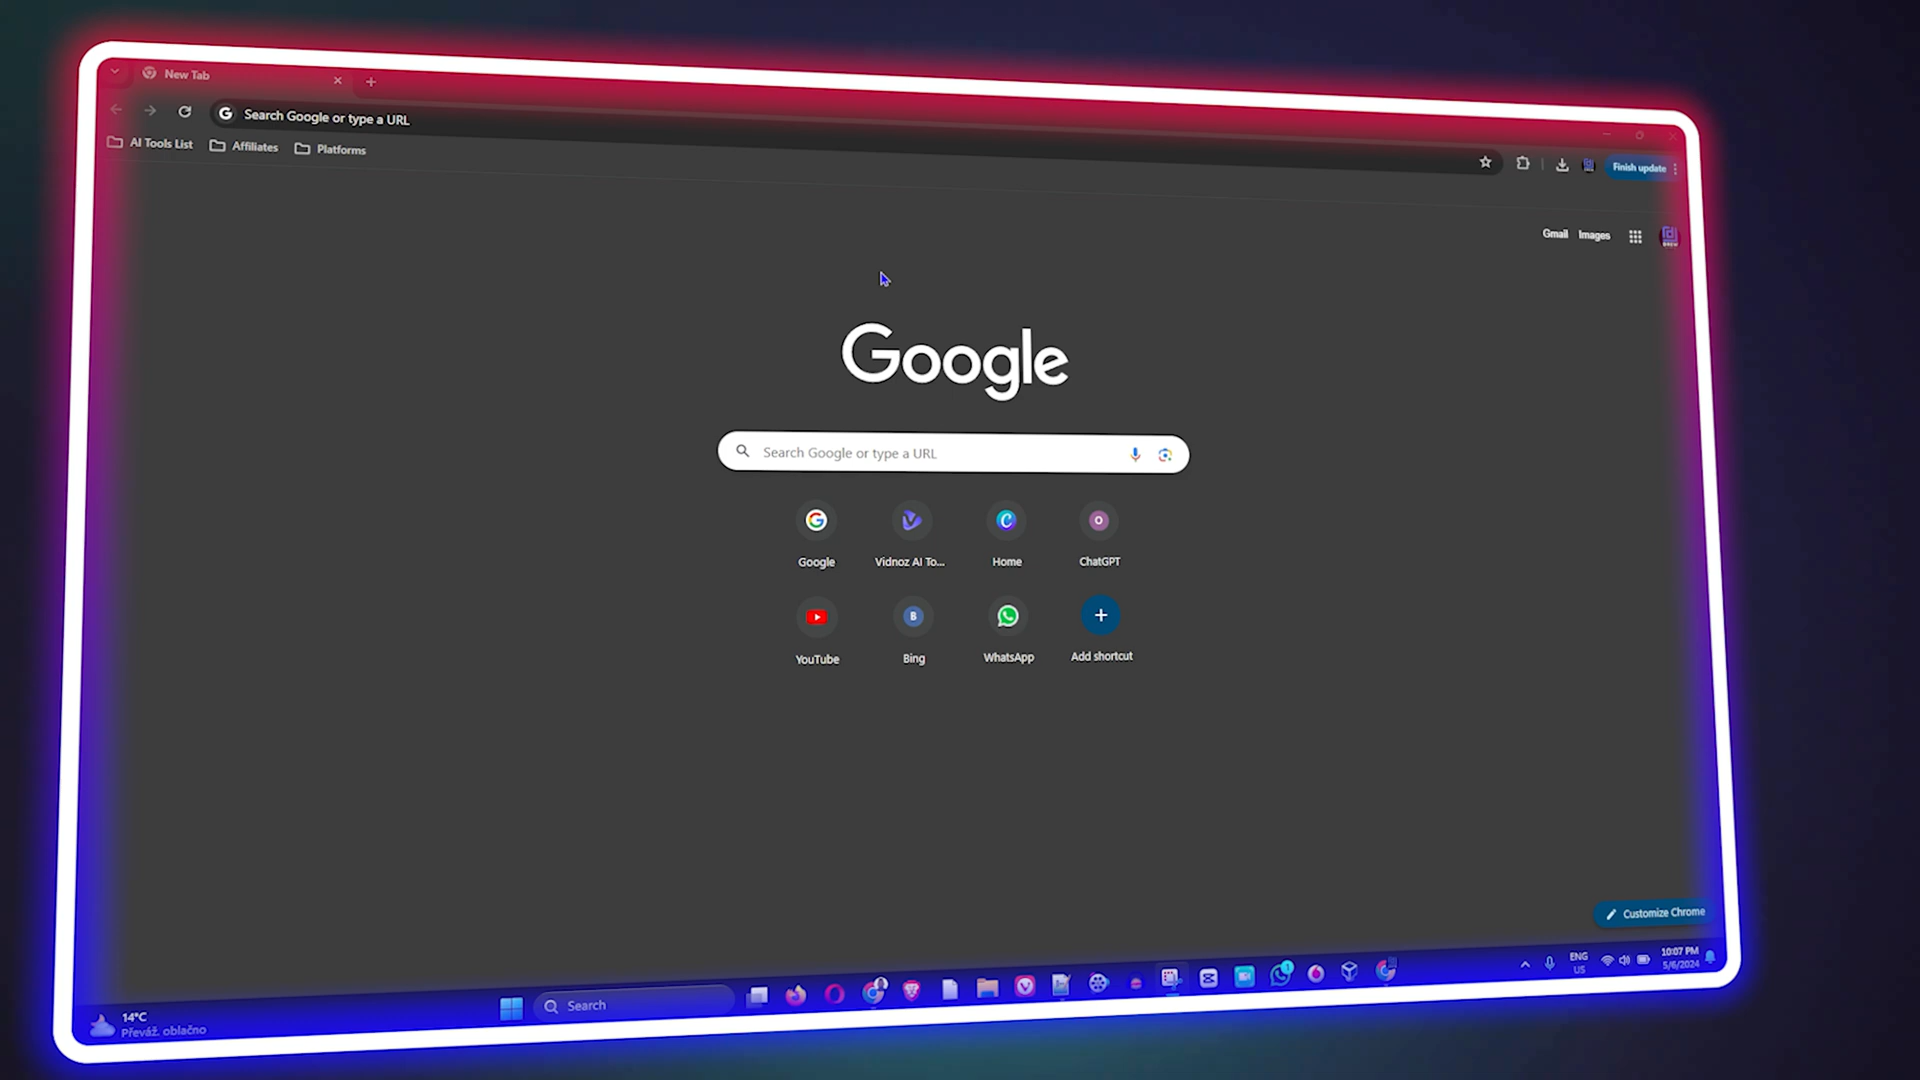 New Tab
Search Google or type a URL
AI Tools List
Affiliates
Platforms
Finish update
Gmail
Images
Google
Search Google or type a URL
Google
Vidnoz AI To...
Home
ChatGPT
YouTube
Bing
WhatsApp
Add shortcut
Customize Chrome
14°C
Převáž. oblačno
Search
ENG
US
10:07 PM
5/6/2024